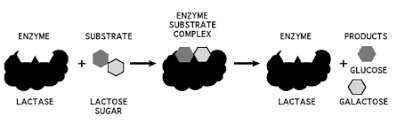 ENZYME
SUBSTRATE
ENZYME
SUBSTRATE
COMPLEX
ENZYME
PRODUCTS
+
+
GLUCOSE
LACTASE
LACTOSE
SUGAR
LACTASE
GALACTOSE